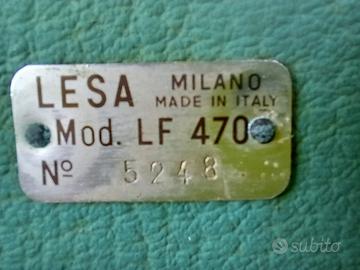 LESA MILANO
MADE IN ITALY
Mod. LF 470
No 5248
subito